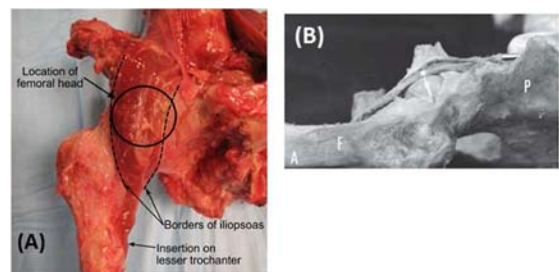 Location of
femoral head
Borders of iliopsoas
Insertion on
lesser trochanter
(A)
(B)
P
F
A